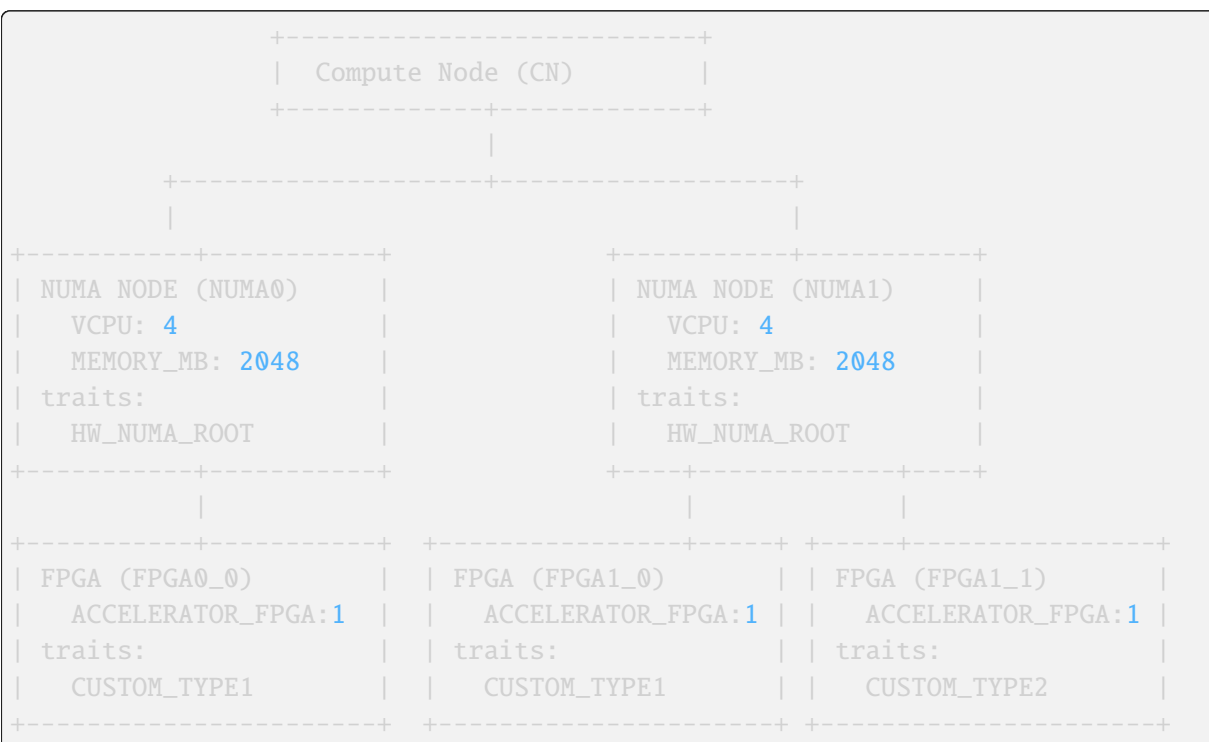 +---------------------------+
|  Compute Node (CN)        |
+-------------+-------------+
|
+--------------------+-------------------+
|                                        |
+-----------+-----------+              +-----------+-----------+
| NUMA NODE (NUMA0)     |              | NUMA NODE (NUMA1)     |
|   VCPU: 4             |              |   VCPU: 4             |
|   MEMORY_MB: 2048     |              |   MEMORY_MB: 2048     |
| traits:               |              | traits:               |
|   HW_NUMA_ROOT        |              |   HW_NUMA_ROOT        |
+-----------+-----------+              +----+-------------+----+
|                               |             |
+-----------+-----------+  +----------------+-----+ +-----+----------------+
| FPGA (FPGA0_0)        |  | FPGA (FPGA1_0)       | | FPGA (FPGA1_1)       |
|   ACCELERATOR_FPGA:1  |  |   ACCELERATOR_FPGA:1 | |   ACCELERATOR_FPGA:1 |
| traits:               |  | traits:              | | traits:              |
|   CUSTOM_TYPE1        |  |   CUSTOM_TYPE1       | |   CUSTOM_TYPE2       |
+-----------------------+  +----------------------+ +----------------------+